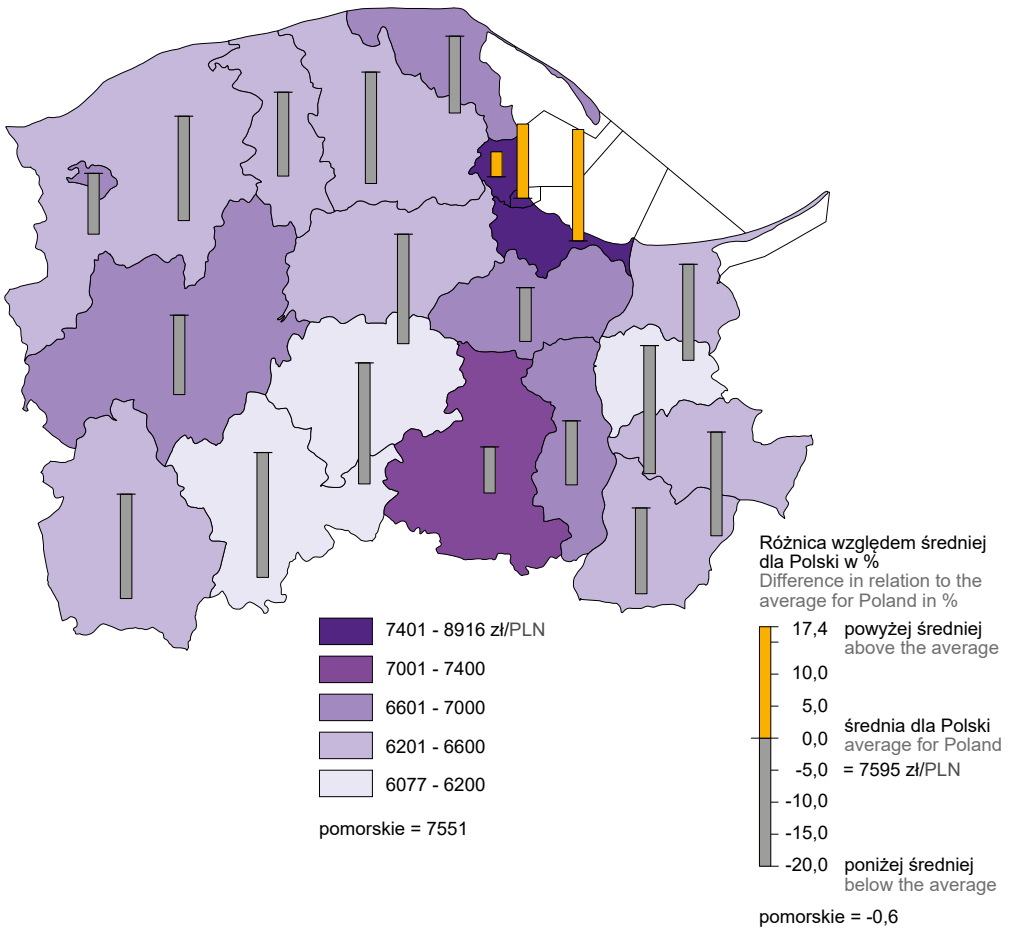 7401 - 8916 zł/PLN
7001 - 7400
6601 - 7000
6201 - 6600
6077 - 6200
pomorskie = 7551
Różnica względem średniej
dla Polski w %
Difference in relation to the
average for Poland in %
17,4 powyżej średniej
above the average
10,0
5,0
średnia dla Polski
0,0 average for Poland
-5,0 = 7595 zł/PLN
-10,0
-15,0
-20,0 poniżej średniej
below the average
pomorskie = -0,6